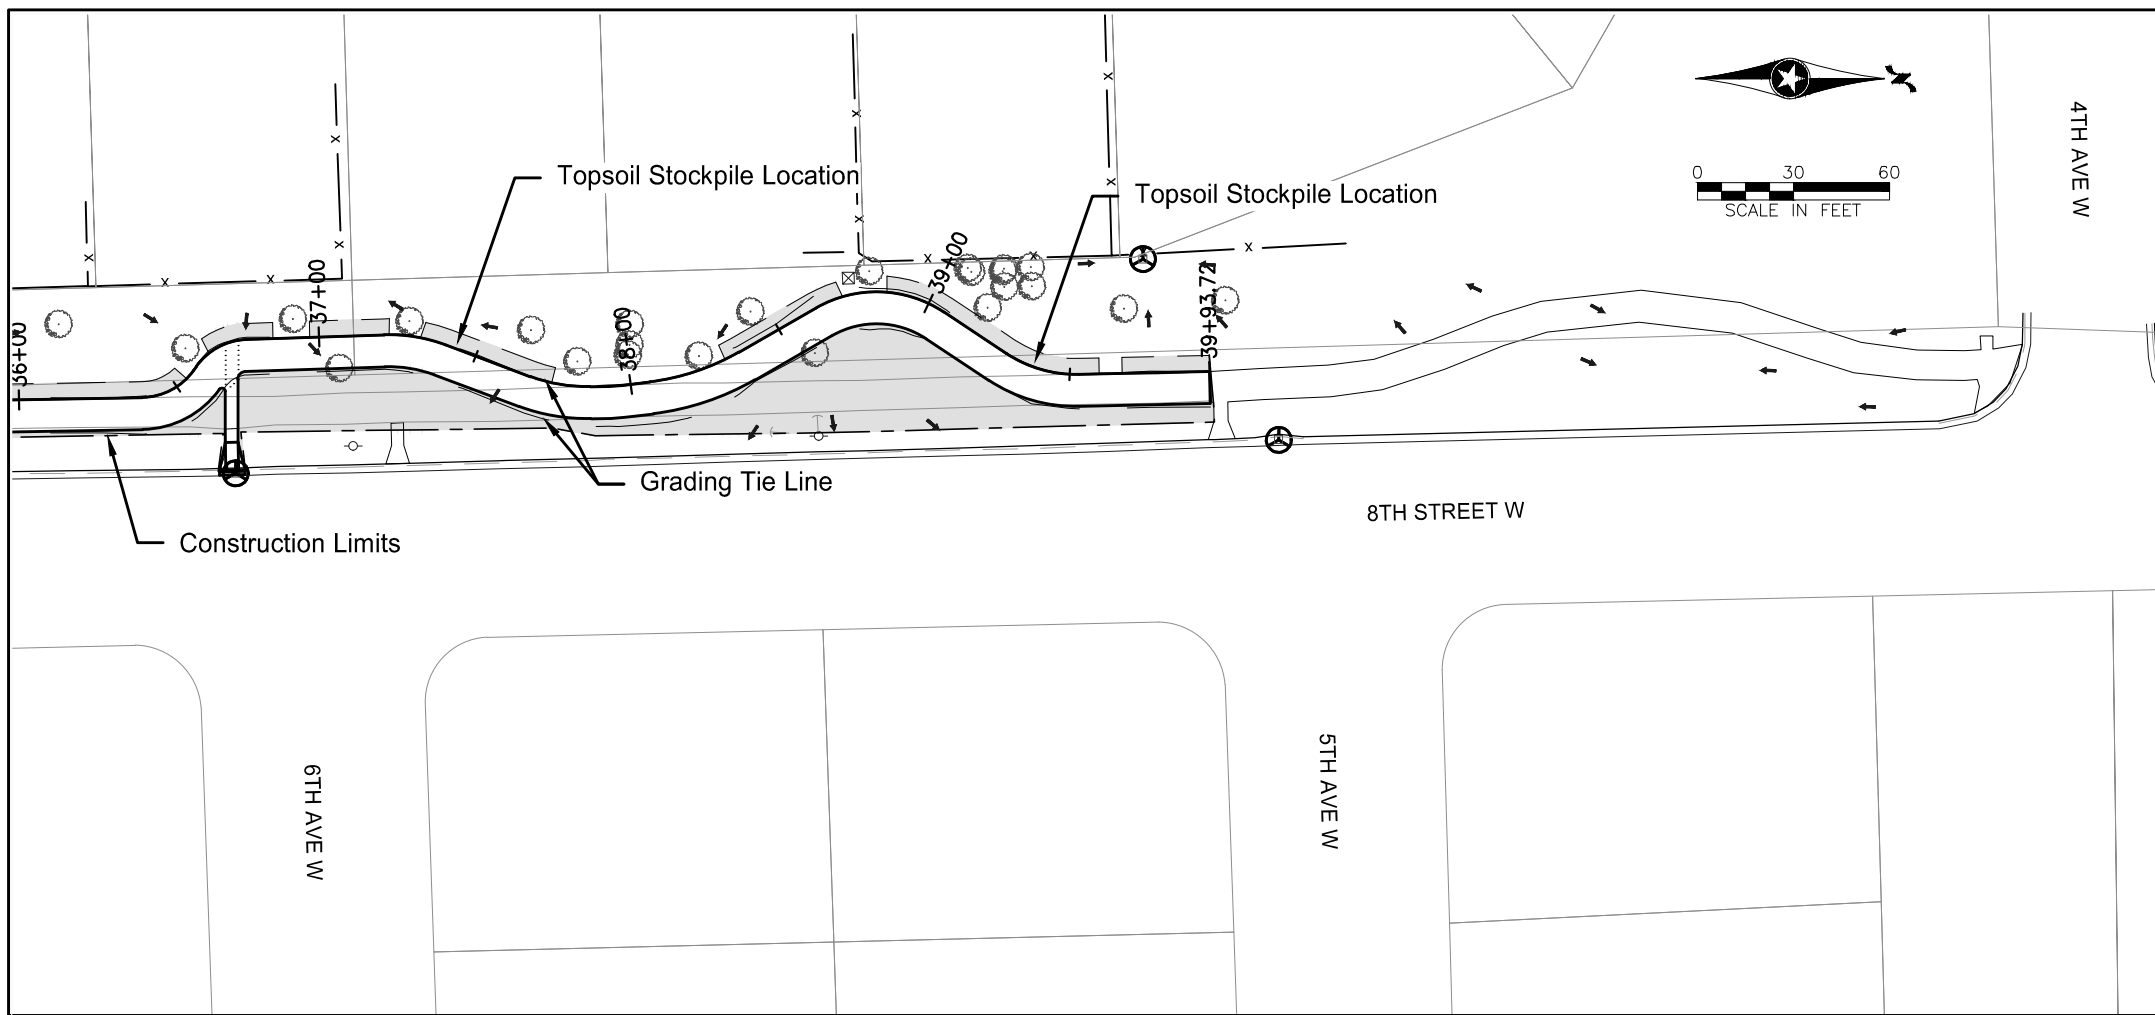 4TH AVE W
N
0 30 60
SCALE IN FEET
Topsoil Stockpile Location
Topsoil Stockpile Location
36+00
37+00
38+00
39+00
39+93.72
Grading Tie Line
Construction Limits
8TH STREET W
6TH AVE W
5TH AVE W